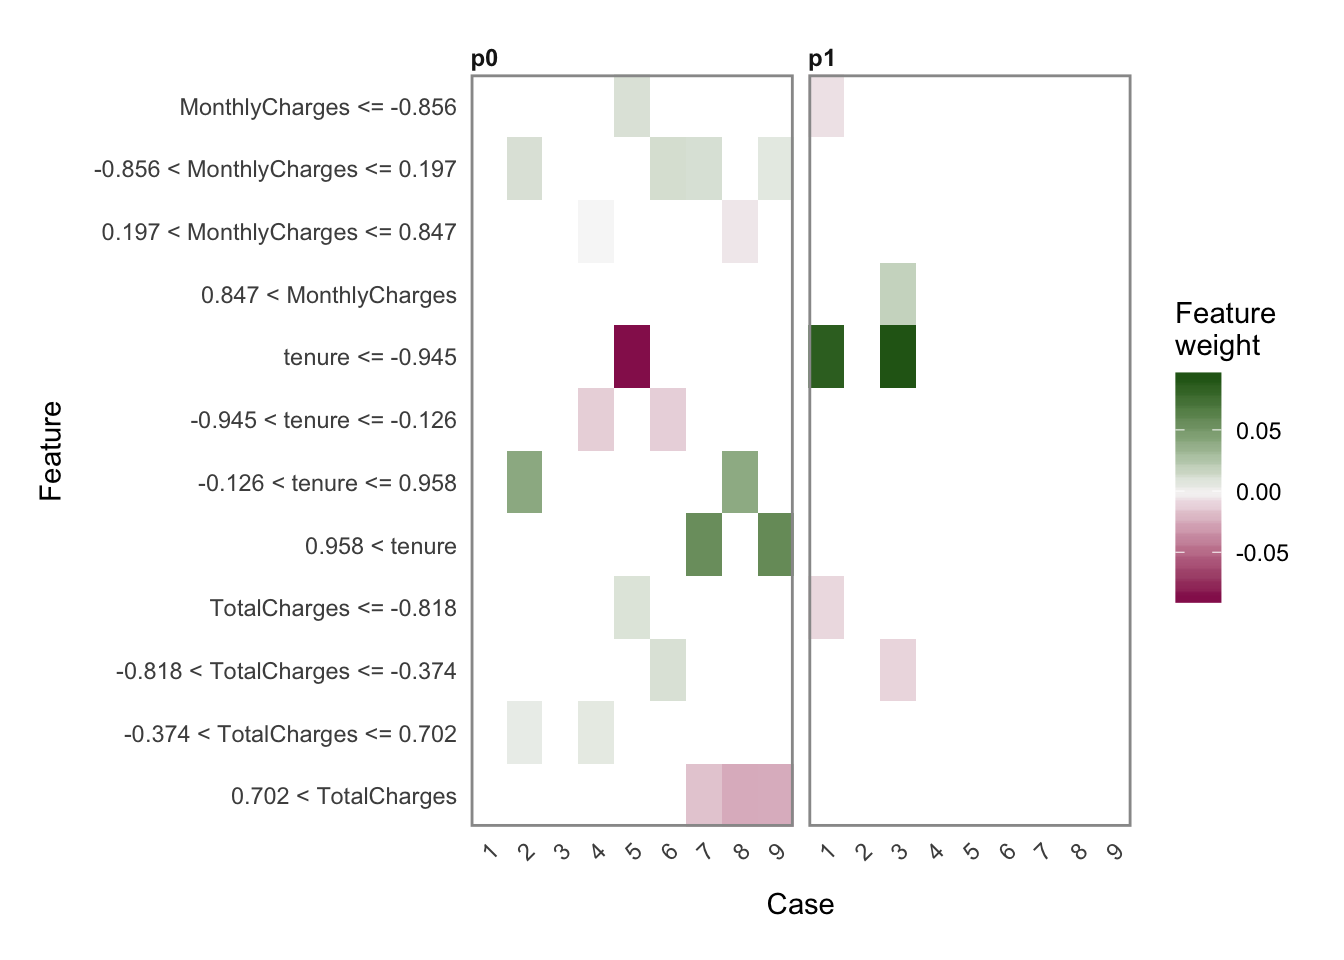 p0
p1
MonthlyCharges <= -0.856
-0.856 < MonthlyCharges <= 0.197
0.197 < MonthlyCharges <= 0.847
0.847 < MonthlyCharges
tenure <= -0.945
-0.945 < tenure <= -0.126
-0.126 < tenure <= 0.958
0.958 < tenure
TotalCharges <= -0.818
-0.818 < TotalCharges <= -0.374
-0.374 < TotalCharges <= 0.702
0.702 < TotalCharges
Feature
1 2 3 4 5 6 7 8 9
1 2 3 4 5 6 7 8 9
Case
Feature
weight
0.05
0.00
-0.05